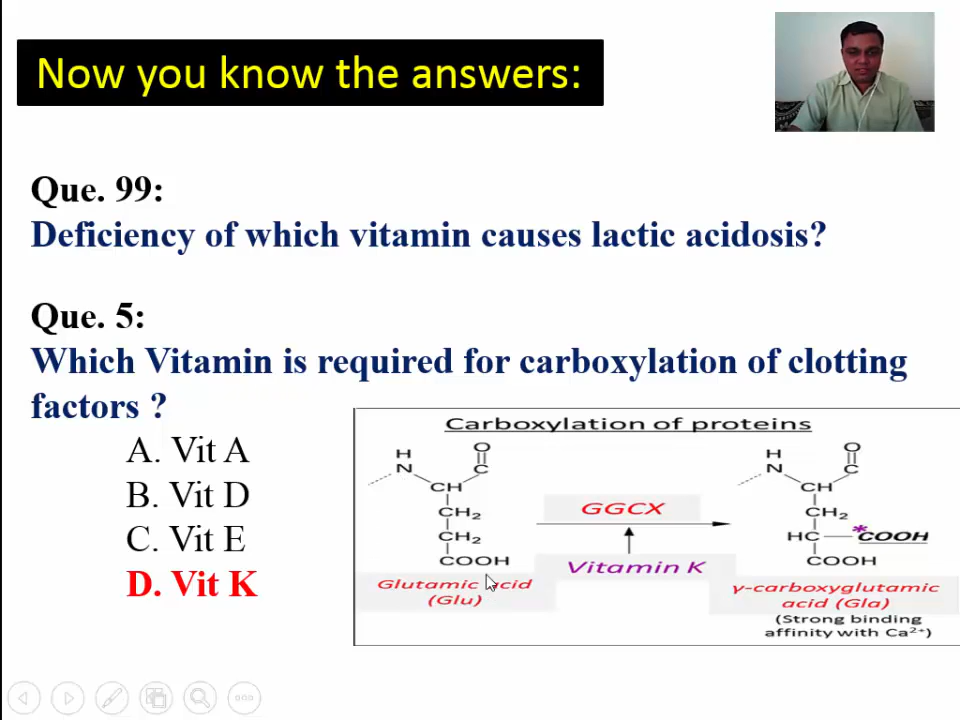 Now you know the answers:
Que. 99:
Deficiency of which vitamin causes lactic acidosis?
Que. 5:
Which Vitamin is required for carboxylation of clotting
factors ?
A. Vit A
B. Vit D
C. Vit E
D. Vit K
Carboxylation of proteins
H O
N C
CH
CH2
CH2
COOH
Glutamic acid
(Glu)
GGCX
Vitamin K
H O
N C
CH
CH2
HC *COOH
COOH
γ-carboxyglutamic
acid (Gla)
(Strong binding
affinity with Ca²⁺)